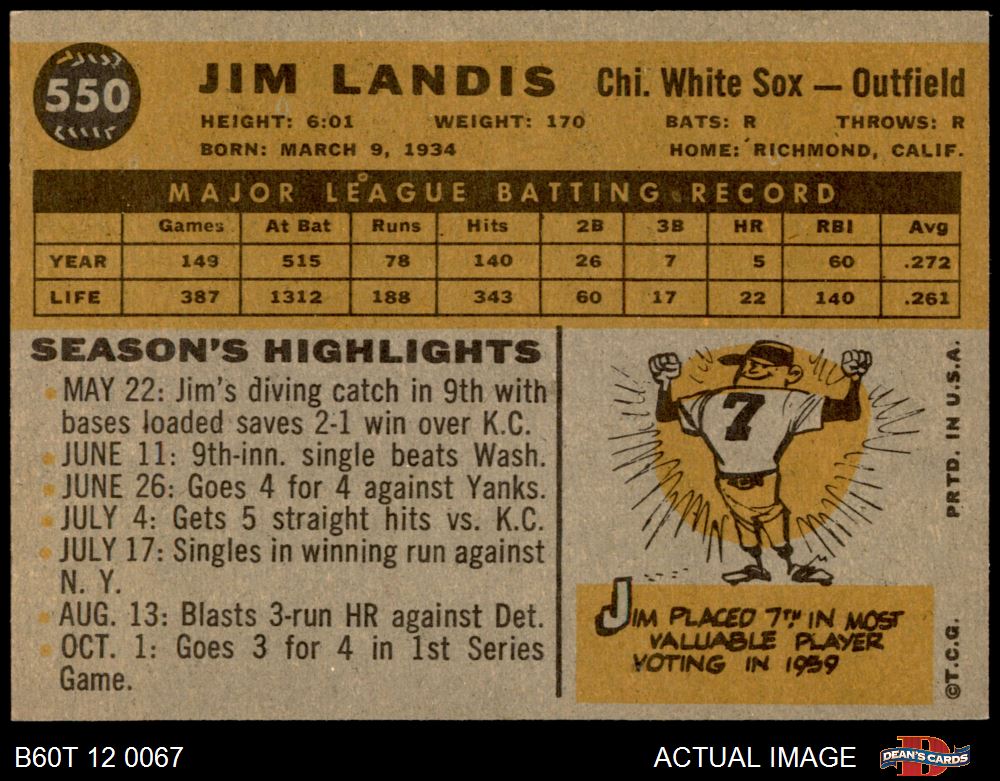 550
JIM LANDIS Chi. White Sox — Outfield
HEIGHT: 6:01 WEIGHT: 170 BATS: R THROWS: R
BORN: MARCH 9, 1934 HOME: RICHMOND, CALIF.
MAJOR LEAGUE BATTING RECORD
Games At Bat Runs Hits 2B 3B HR RBI Avg
YEAR 149 515 78 140 26 7 5 60 .272
LIFE 387 1312 188 343 60 17 22 140 .261
SEASON'S HIGHLIGHTS
• MAY 22: Jim's diving catch in 9th with
bases loaded saves 2-1 win over K.C.
• JUNE 11: 9th-inn. single beats Wash.
• JUNE 26: Goes 4 for 4 against Yanks.
• JULY 4: Gets 5 straight hits vs. K.C.
• JULY 17: Singles in winning run against
N. Y.
• AUG. 13: Blasts 3-run HR against Det.
• OCT. 1: Goes 3 for 4 in 1st Series
Game.
7
JIM PLACED 7TH IN MOST
VALUABLE PLAYER
VOTING IN 1959
PRTD. IN U.S.A.
©T.C.G.
B60T 12 0067 ACTUAL IMAGE DEAN'S CARDS